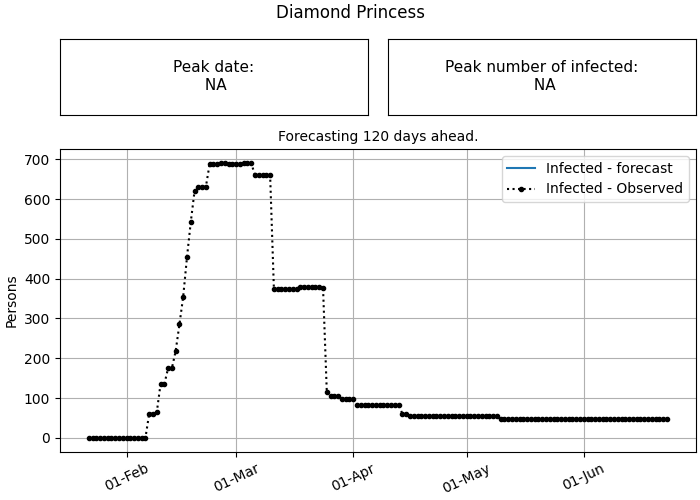 Diamond Princess
Peak date:
NA
Peak number of infected:
NA
Forecasting 120 days ahead.
Infected - forecast
Infected - Observed
Persons
700
600
500
400
300
200
100
0
01-Feb
01-Mar
01-Apr
01-May
01-Jun